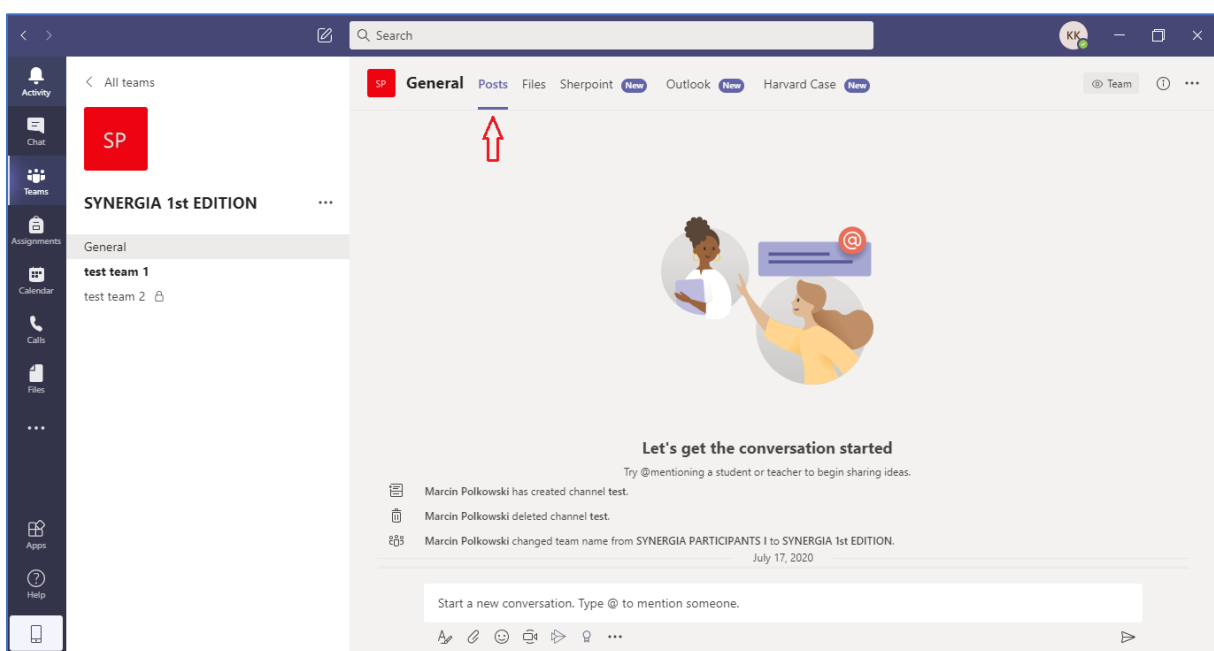 Search
KK
Activity
Chat
Teams
Assignments
Calendar
Calls
Files
Apps
Help
All teams
SP
SYNERGIA 1st EDITION
General
test team 1
test team 2
SP General Posts Files Sherpoint New Outlook New Harvard Case New Team
@
Let's get the conversation started
Try @mentioning a student or teacher to begin sharing ideas.
Marcin Polkowski has created channel test.
Marcin Polkowski deleted channel test.
Marcin Polkowski changed team name from SYNERGIA PARTICIPANTS I to SYNERGIA 1st EDITION.
July 17, 2020
Start a new conversation. Type @ to mention someone.